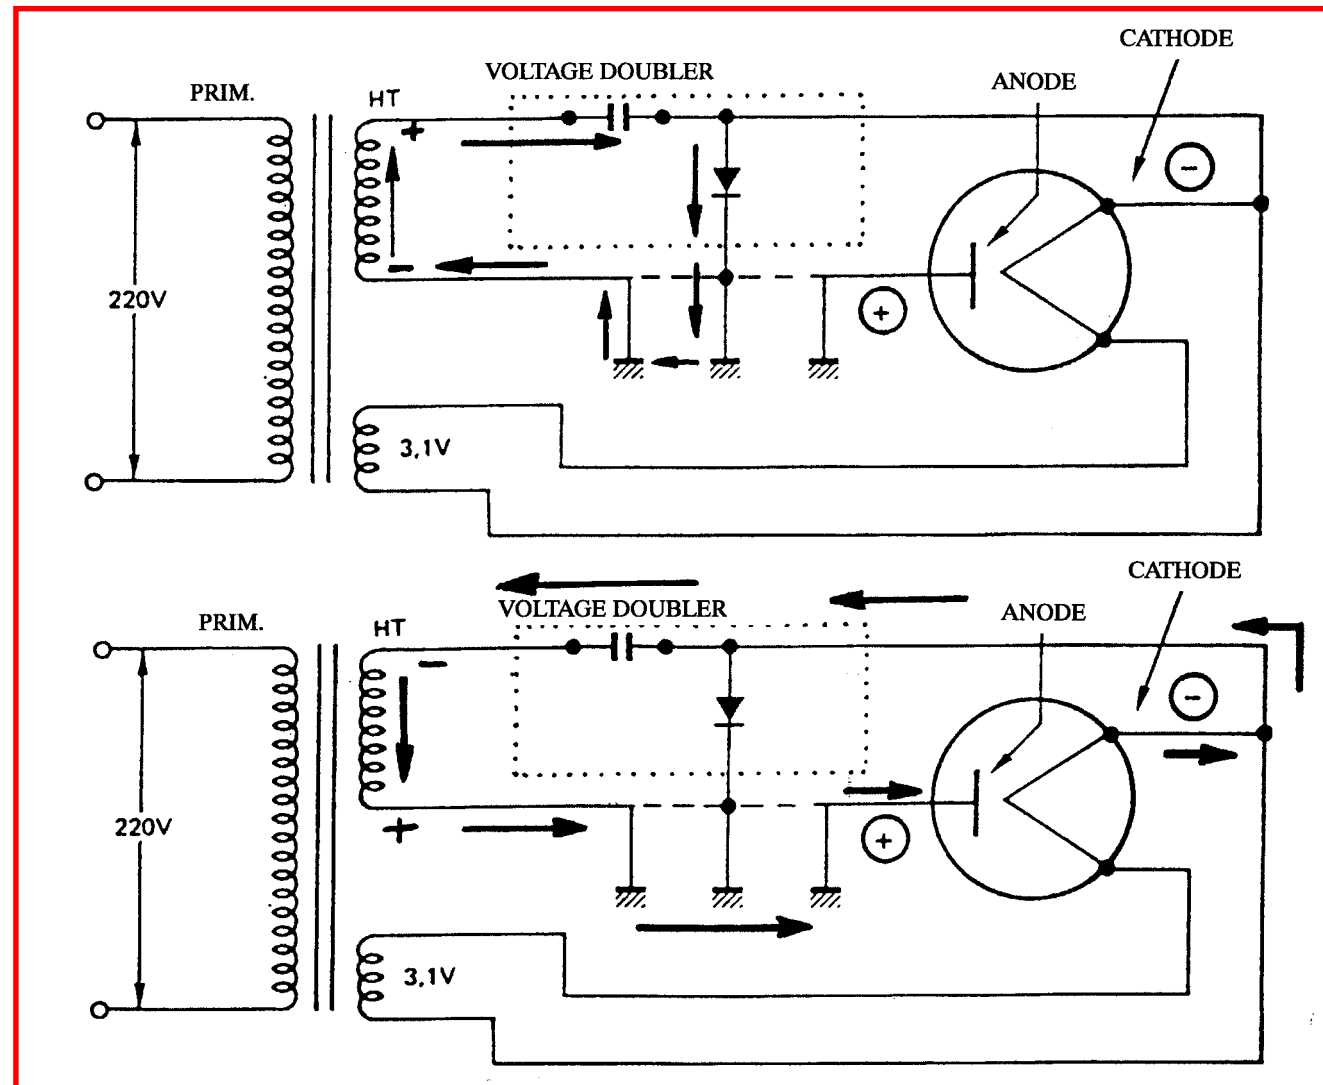 CATHODE
VOLTAGE DOUBLER
ANODE
PRIM.
HT
+
-
+
-
220V
3,1V
CATHODE
VOLTAGE DOUBLER
ANODE
PRIM.
HT
-
-
+
+
220V
3,1V